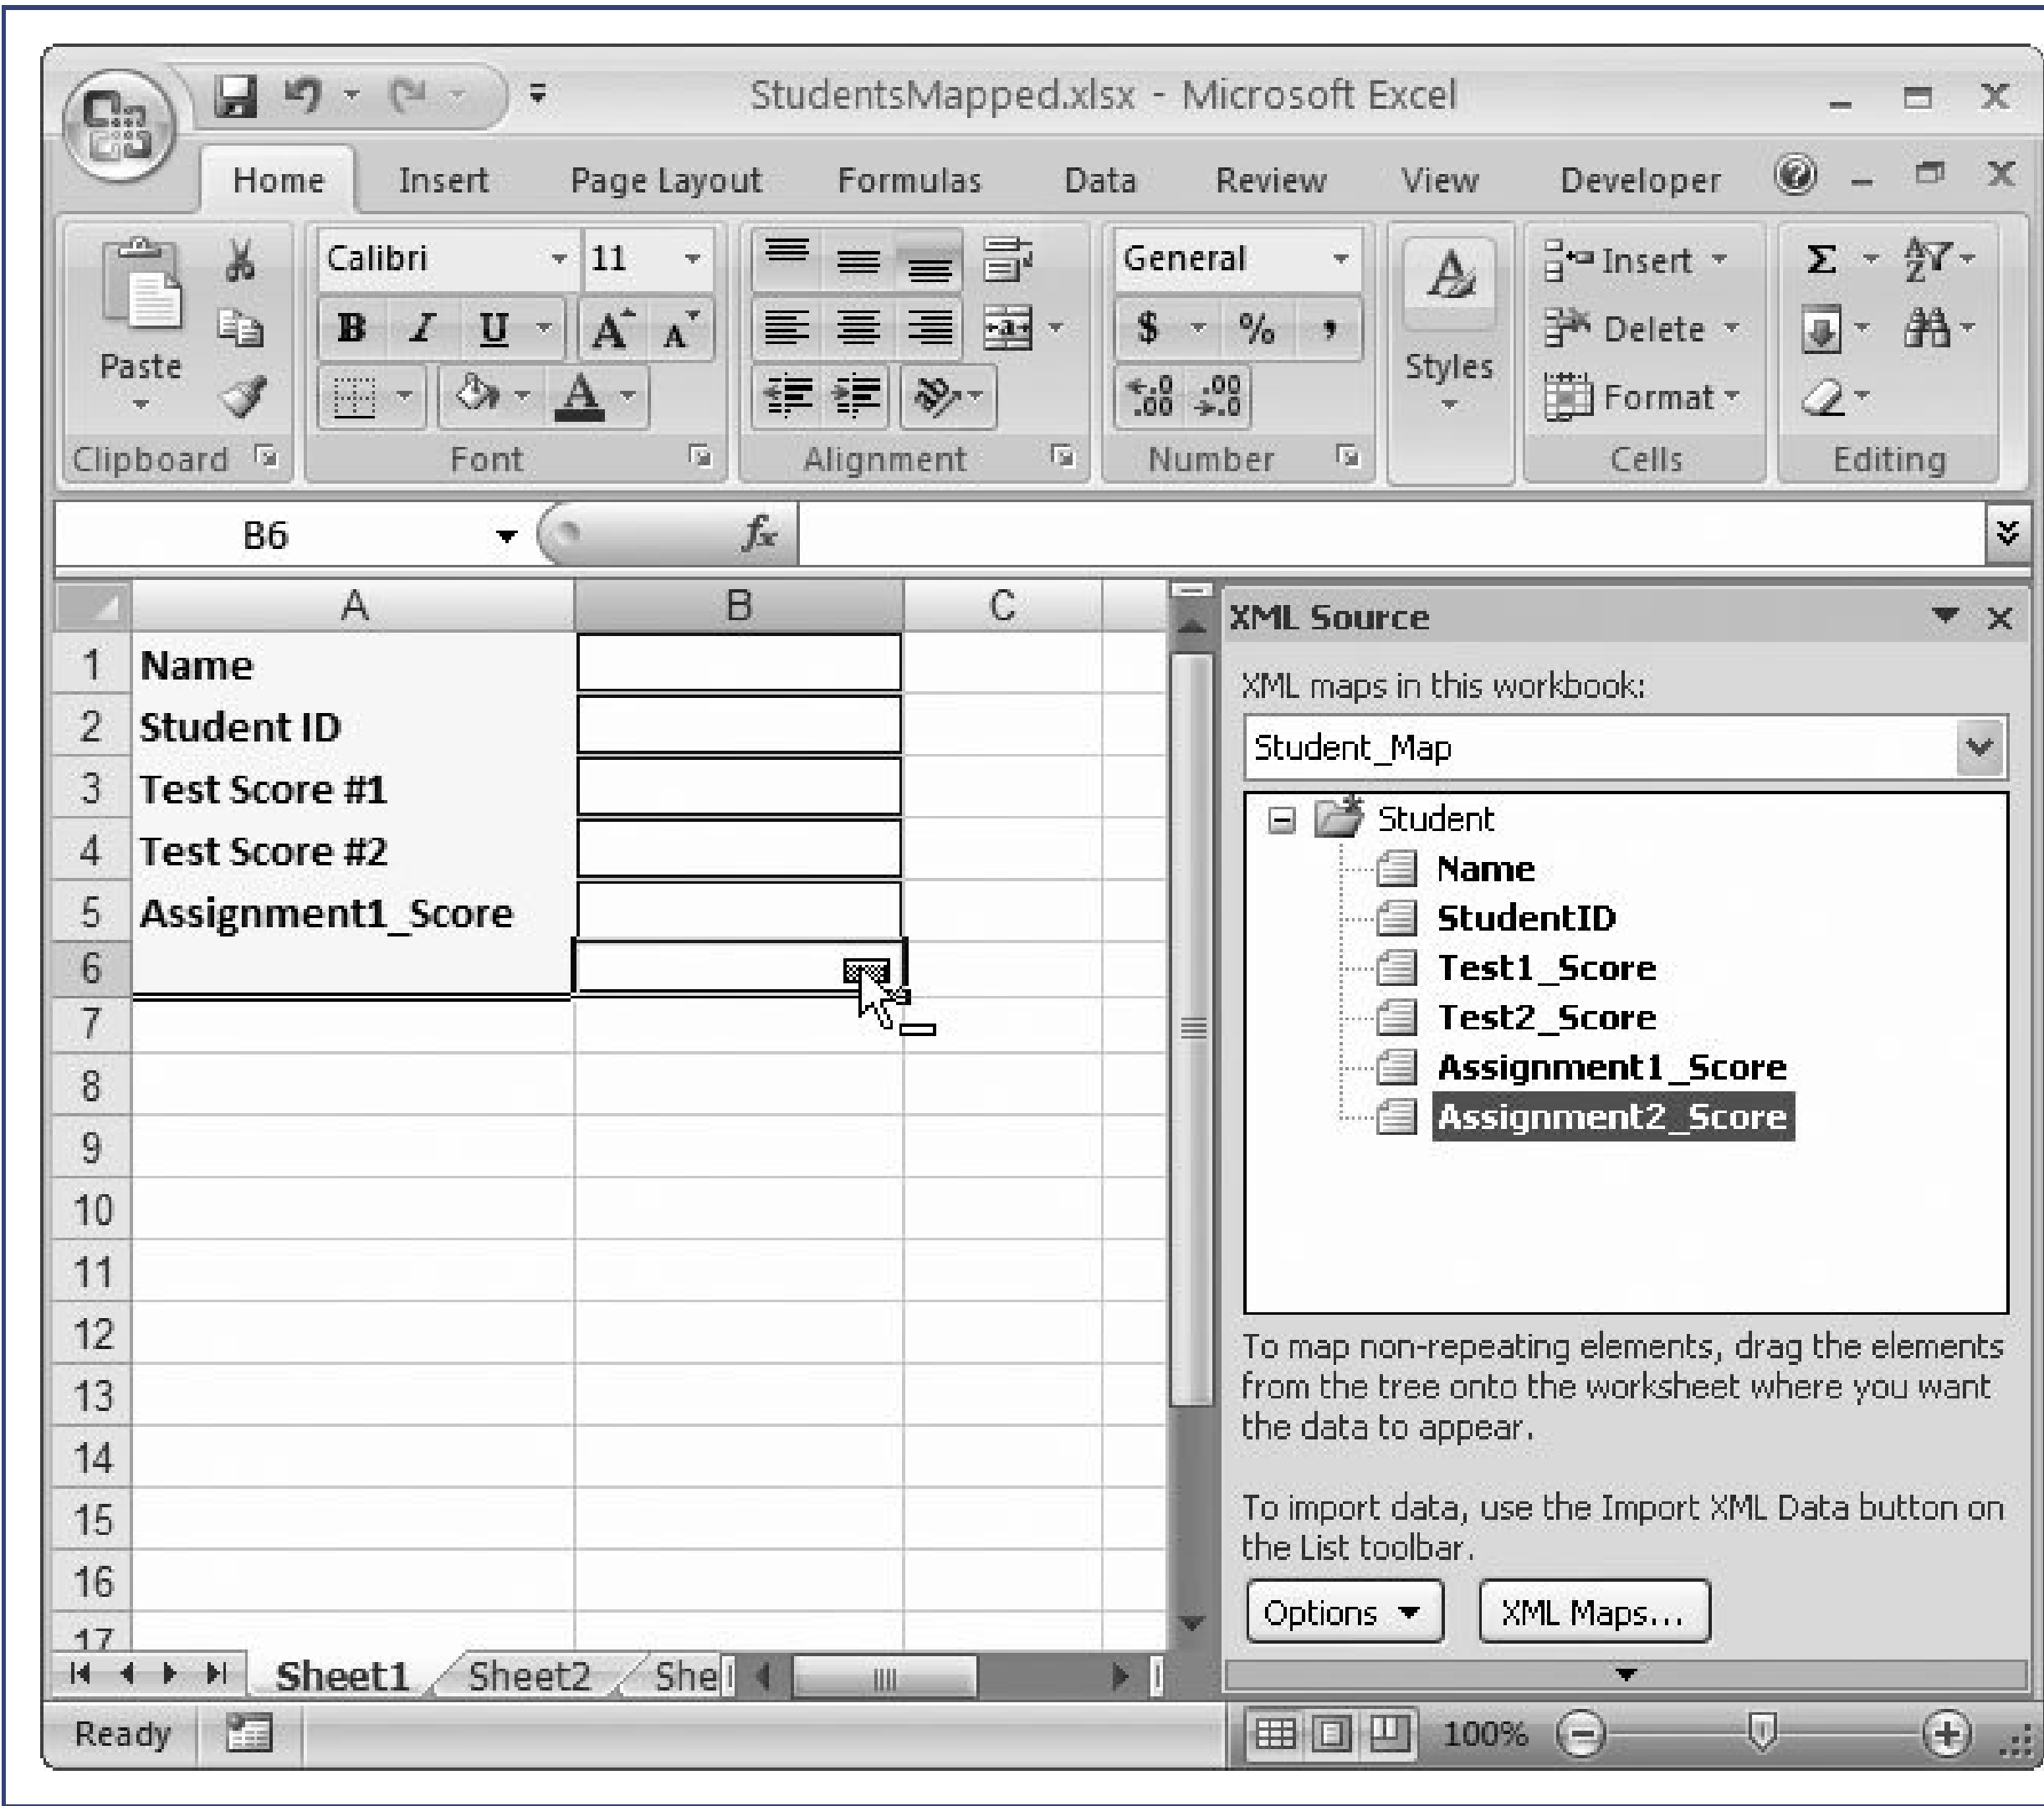 StudentsMapped.xlsx - Microsoft Excel
Home Insert Page Layout Formulas Data Review View Developer
Calibri 11 General Insert
B I U A A $ % , Delete
Paste Styles Format
Clipboard Font Alignment Number Cells Editing
B6 fx
A B C
1 Name
2 Student ID
3 Test Score #1
4 Test Score #2
5 Assignment1_Score
6
7
8
9
10
11
12
13
14
15
16
17
XML Source
XML maps in this workbook:
Student_Map
Student
Name
StudentID
Test1_Score
Test2_Score
Assignment1_Score
Assignment2_Score
To map non-repeating elements, drag the elements
from the tree onto the worksheet where you want
the data to appear.
To import data, use the Import XML Data button on
the List toolbar.
Options XML Maps...
Sheet1 Sheet2 She
Ready 100%